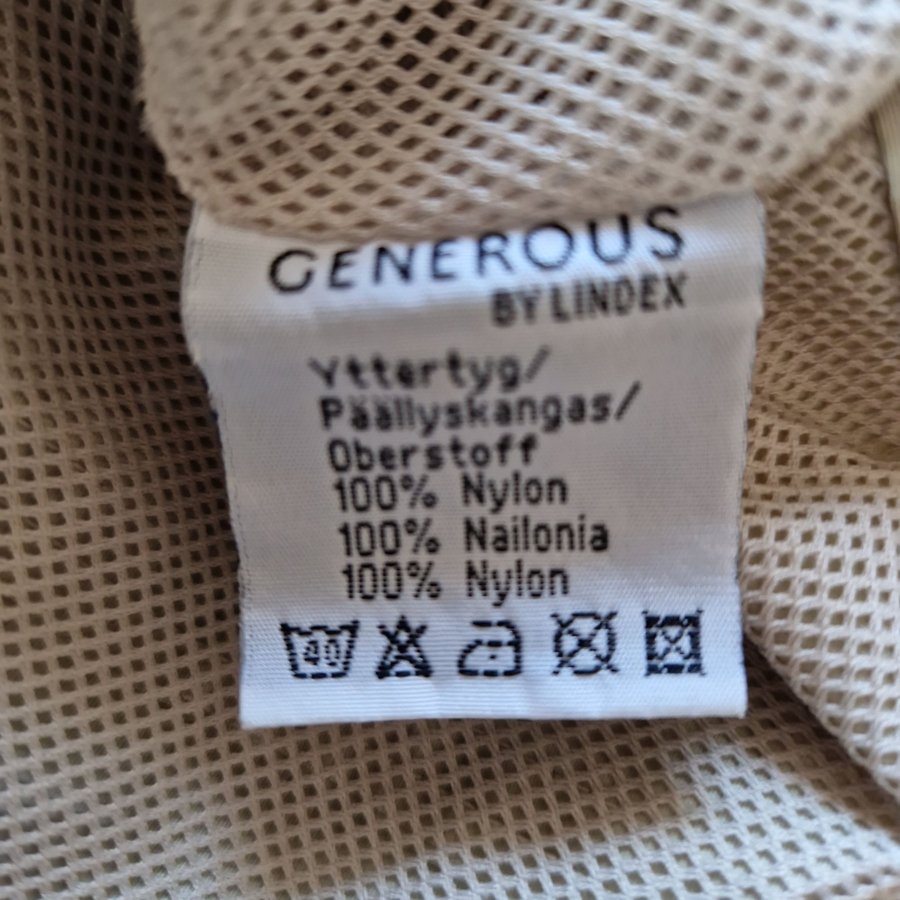 GENEROUS
BY LINDEX
Yttertyg/
Päällyskangas/
Oberstoff
100% Nylon
100% Nailonia
100% Nylon
40